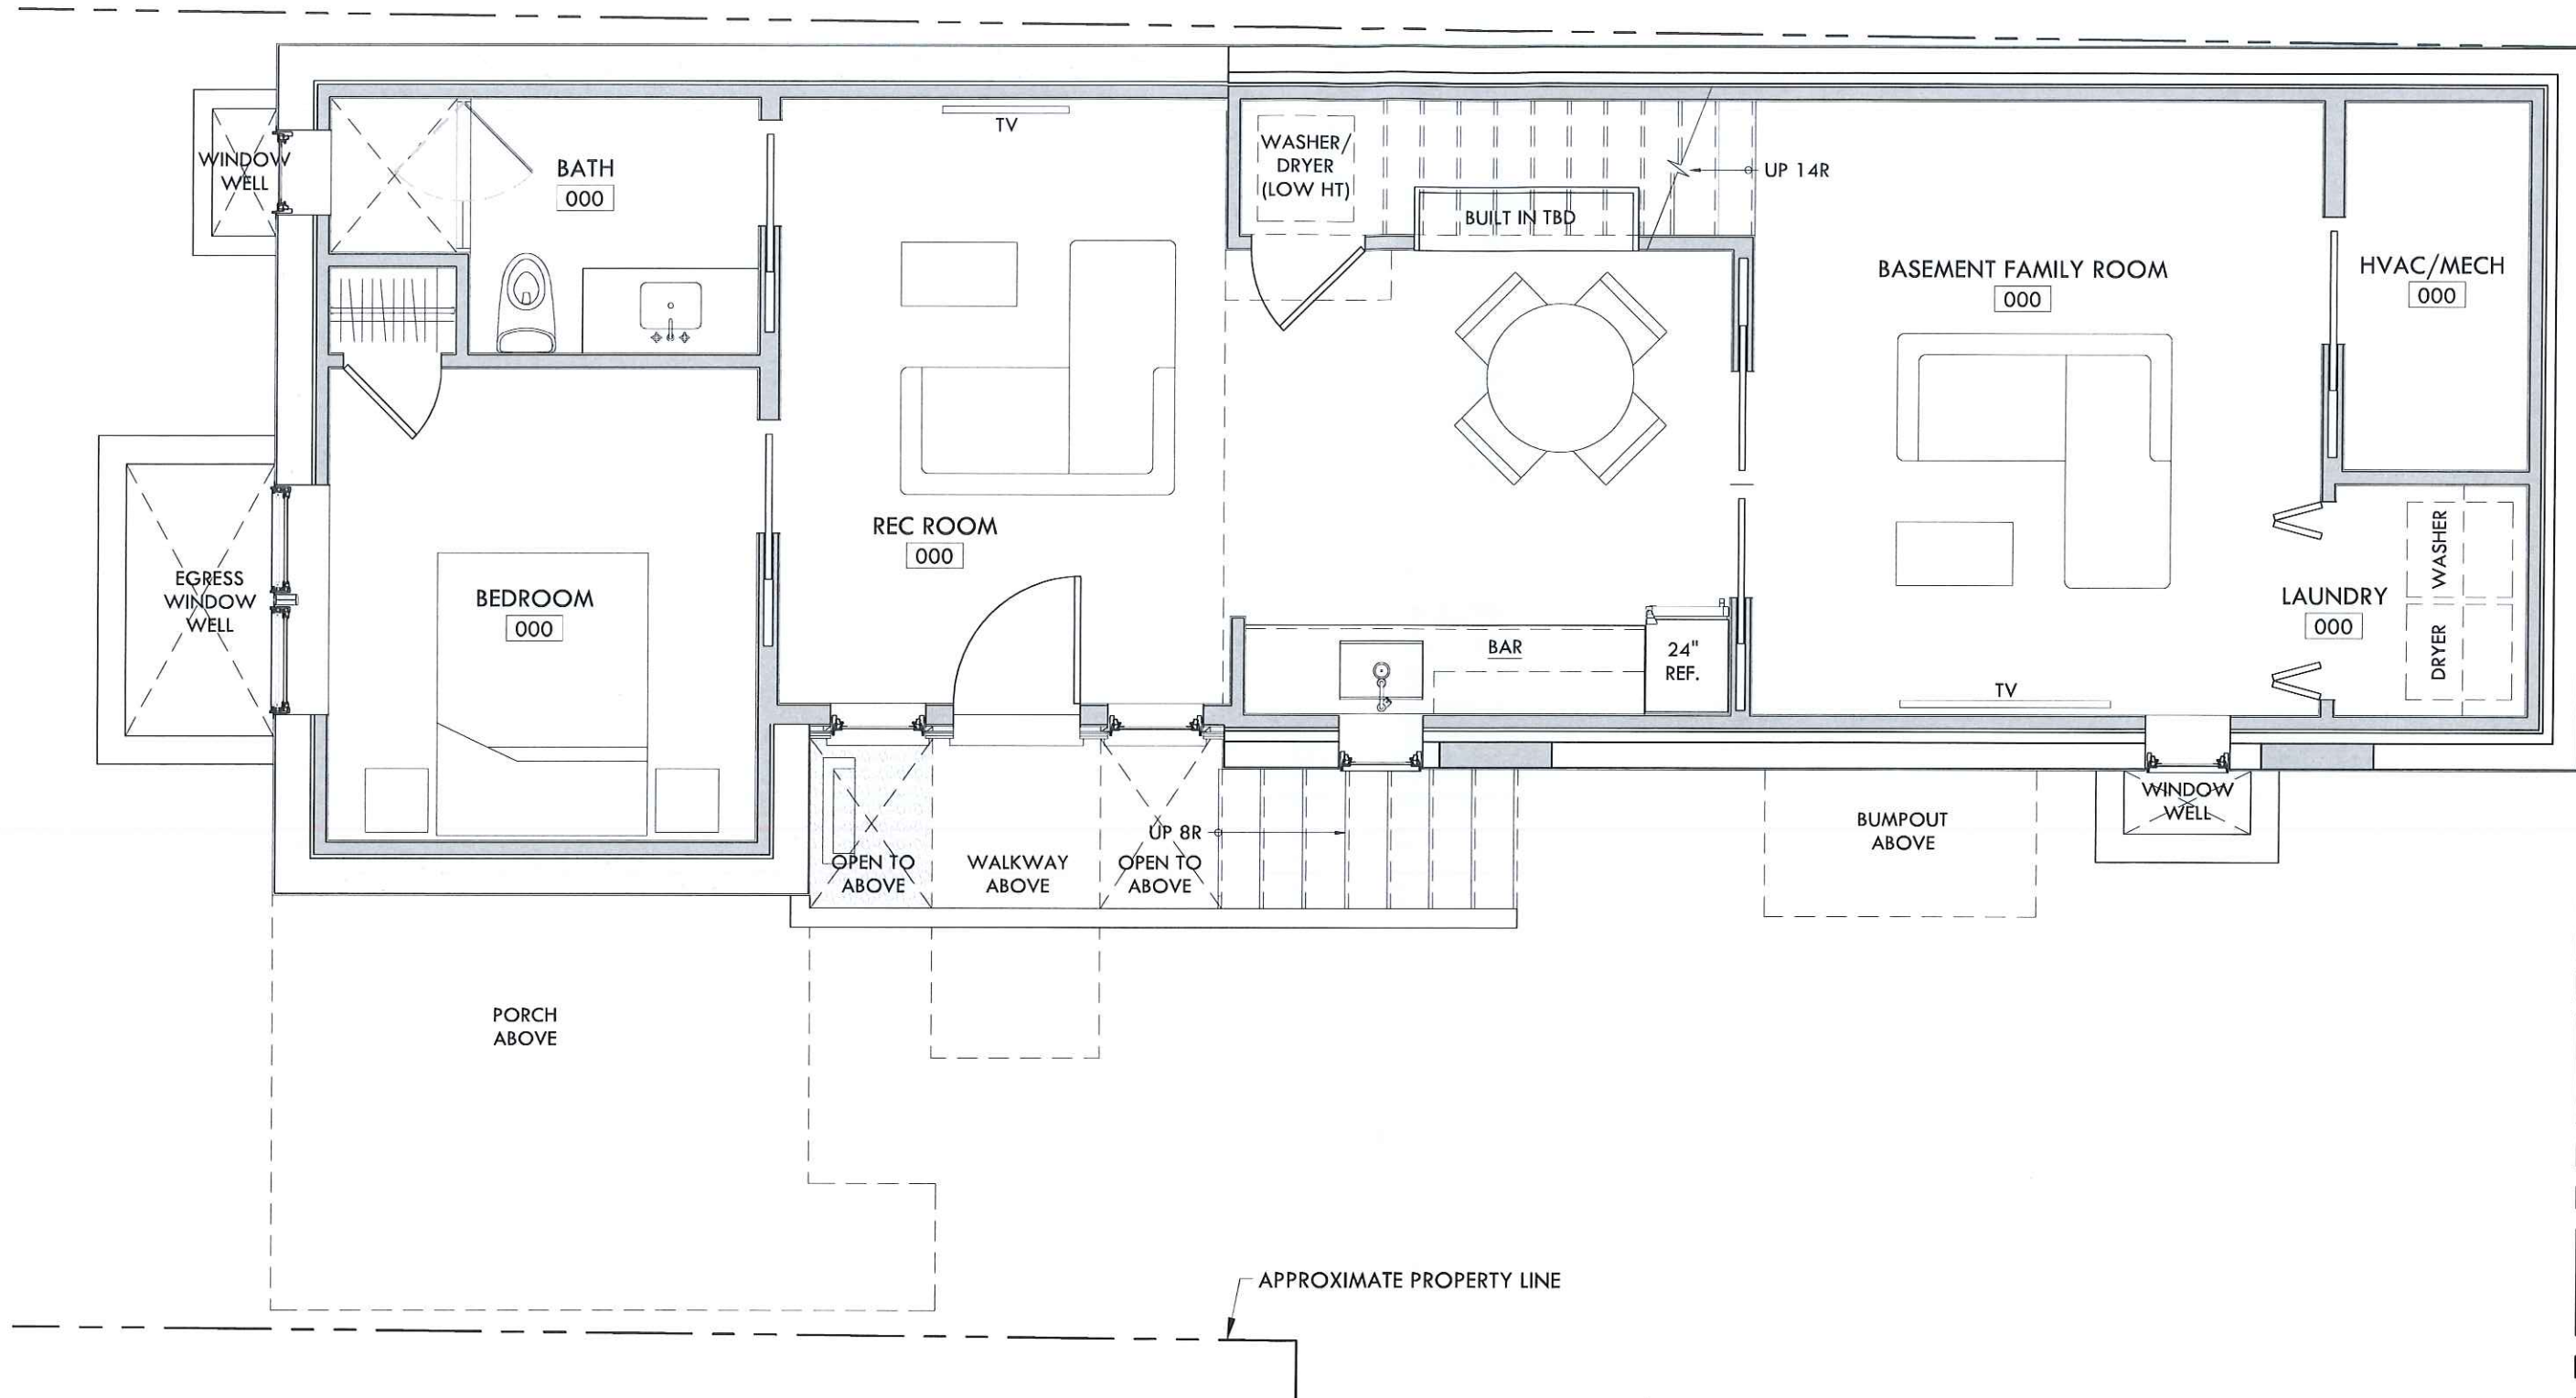 TV
WINDOW
WELL
BATH
000
WASHER/
DRYER
(LOW HT)
UP 14R
BUILT IN TBD
BASEMENT FAMILY ROOM
000
HVAC/MECH
000
EGRESS
WINDOW
WELL
BEDROOM
000
REC ROOM
000
BAR
24"
REF.
LAUNDRY
000
WASHER
DRYER
TV
WINDOW
WELL
OPEN TO
ABOVE
WALKWAY
ABOVE
UP 8R
OPEN TO
ABOVE
BUMPOUT
ABOVE
PORCH
ABOVE
APPROXIMATE PROPERTY LINE